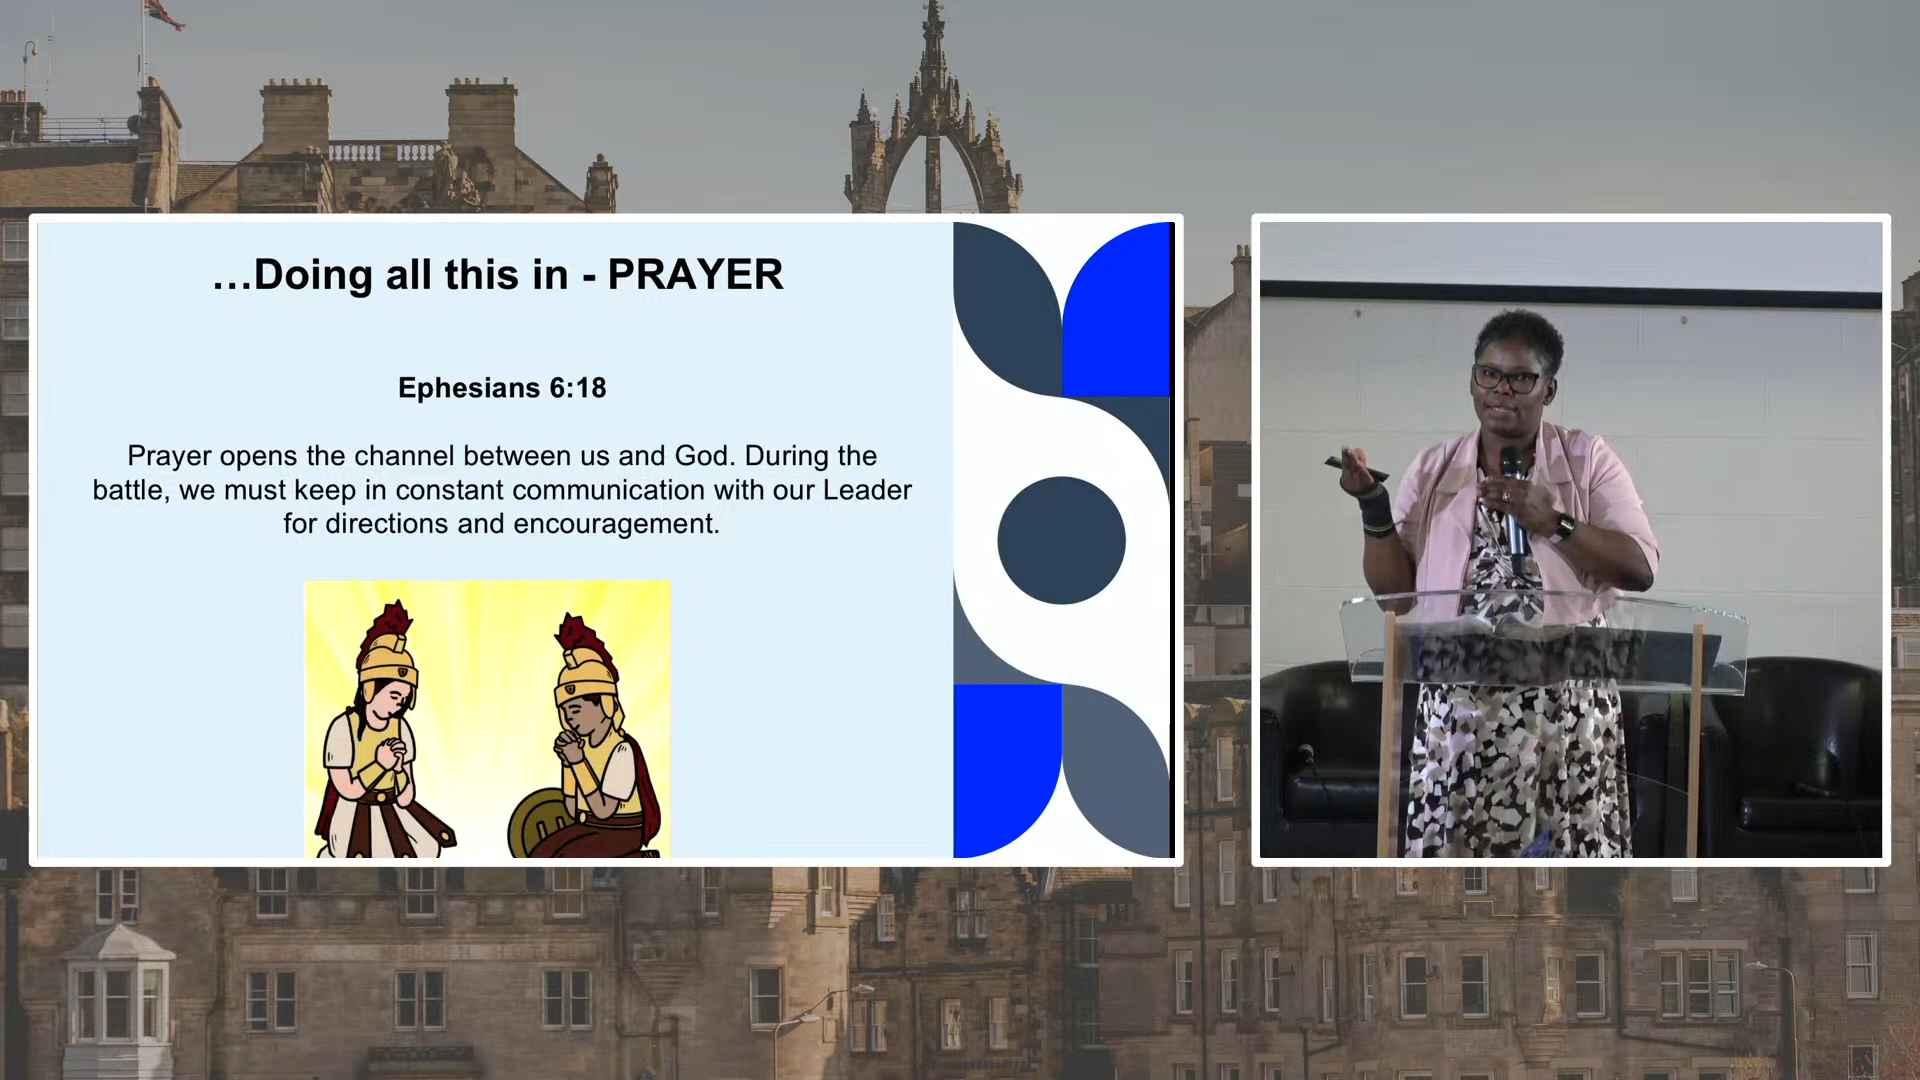 …Doing all this in - PRAYER
Ephesians 6:18
Prayer opens the channel between us and God. During the
battle, we must keep in constant communication with our Leader
for directions and encouragement.